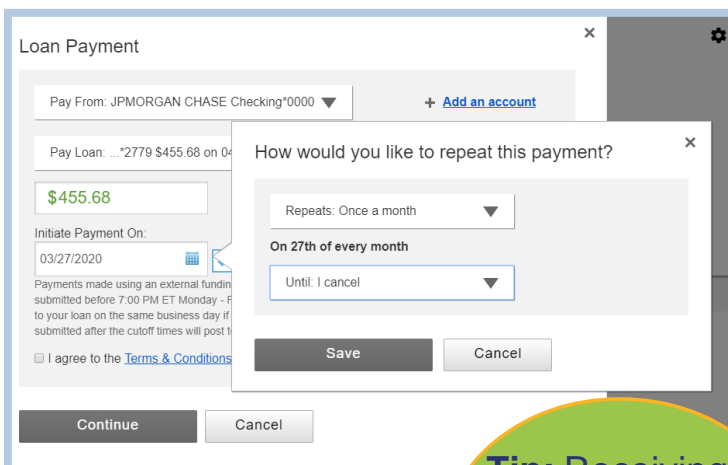 Loan Payment
Pay From: JPMORGAN CHASE Checking*0000
+ Add an account
Pay Loan: ...*2779 $455.68 on 04
$455.68
Initiate Payment On:
03/27/2020
Payments made using an external fundin
submitted before 7:00 PM ET Monday - F
to your loan on the same business day if
submitted after the cutoff times will post t
I agree to the Terms & Conditions
Continue
Cancel
How would you like to repeat this payment?
Repeats: Once a month
On 27th of every month
Until: I cancel
Save
Cancel
Tip: Receiving